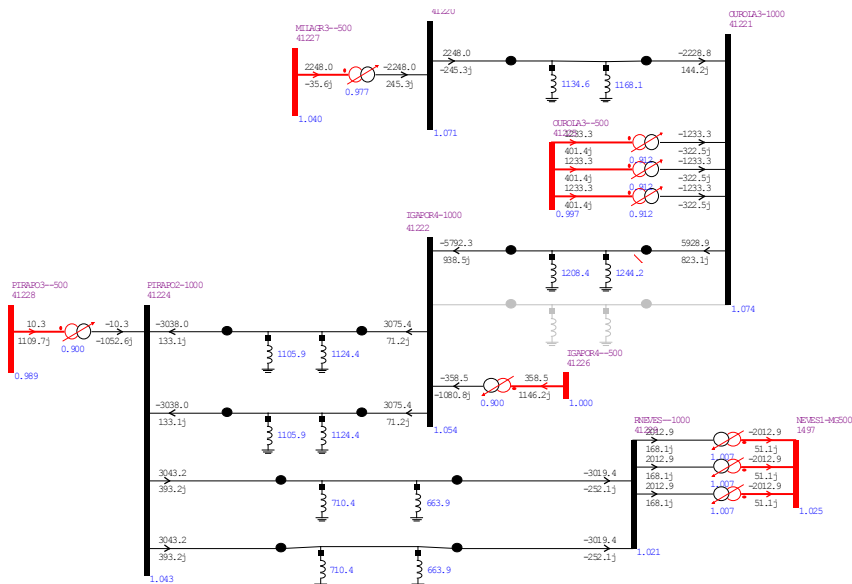 41220
OUROLA3-1000
41221
MILAGR3--500
41227
2248.0
-2248.0
2248.0
-2228.8
-35.6j
245.3j
-245.3j
144.2j
0.977
1134.6
1168.1
1.040
1.071
OUROLA3--500
1233.3
-1233.3
401.4j
0.912
-322.5j
1233.3
-1233.3
401.4j
0.912
-322.5j
1233.3
-1233.3
401.4j
-322.5j
0.997
0.912
IGAPOR4-1000
41222
-5792.3
5928.9
938.5j
823.1j
1208.4
1244.2
1.074
PIRAPO3--500
41228
PIRAPO2-1000
41224
10.3
-10.3
-3038.0
3075.4
1109.7j
-1052.6j
133.1j
71.2j
0.900
1105.9
1124.4
0.989
IGAPOR4--500
41226
-358.5
358.5
-1080.8j
1146.2j
0.900
1.000
-3038.0
3075.4
133.1j
71.2j
1105.9
1124.4
1.054
PNEVES--1000
41229
NEVES1-MG500
1497
2012.9
-2012.9
168.1j
51.1j
1.007
2012.9
-2012.9
168.1j
51.1j
1.007
2012.9
-2012.9
168.1j
51.1j
1.007
1.025
3043.2
-3019.4
393.2j
-252.1j
710.4
663.9
3043.2
-3019.4
393.2j
-252.1j
710.4
663.9
1.021
1.043